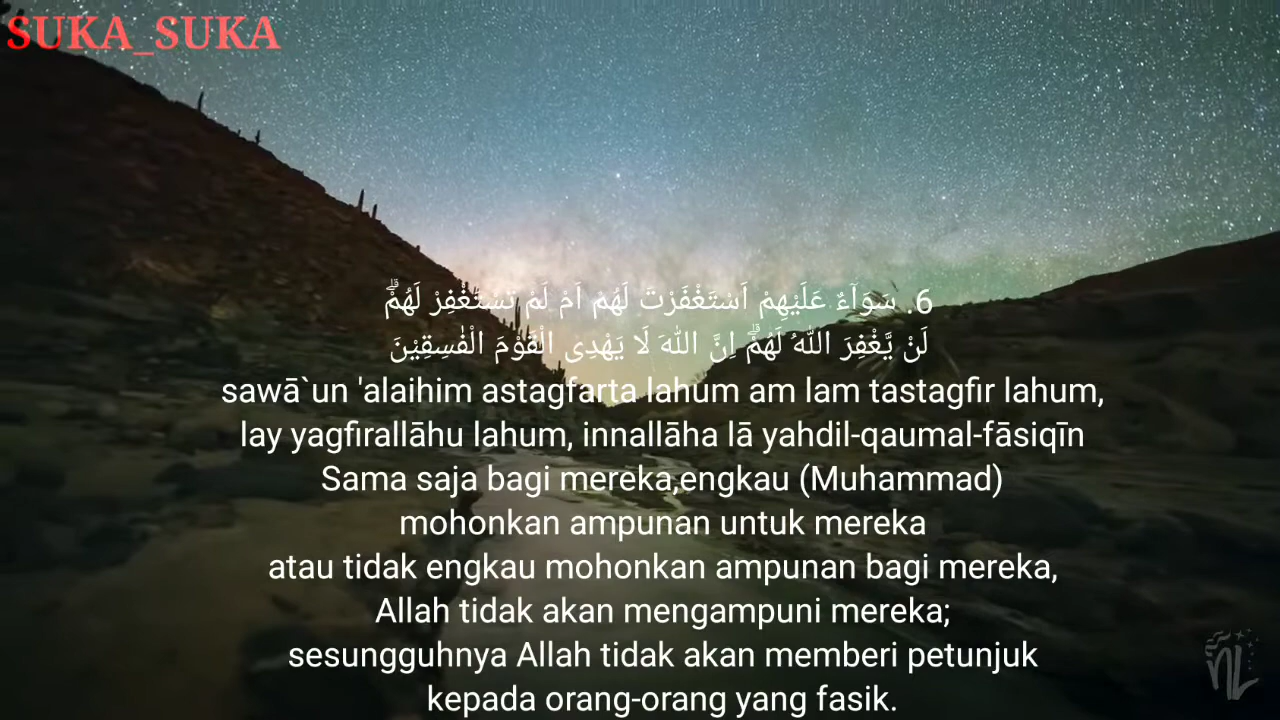 SUKA_SUKA
6. سَوَاۤءٌ عَلَيْهِمْ اَسْتَغْفَرْتَ لَهُمْ اَمْ لَمْ تَسْتَغْفِرْ لَهُمْۗ
لَنْ يَّغْفِرَ اللّٰهُ لَهُمْۗ اِنَّ اللّٰهَ لَا يَهْدِى الْقَوْمَ الْفٰسِقِيْنَ
sawā`un 'alaihim astagfarta lahum am lam tastagfir lahum,
lay yagfirallāhu lahum, innallāha lā yahdil-qaumal-fāsiqīn
Sama saja bagi mereka,engkau (Muhammad)
mohonkan ampunan untuk mereka
atau tidak engkau mohonkan ampunan bagi mereka,
Allah tidak akan mengampuni mereka;
sesungguhnya Allah tidak akan memberi petunjuk
kepada orang-orang yang fasik.